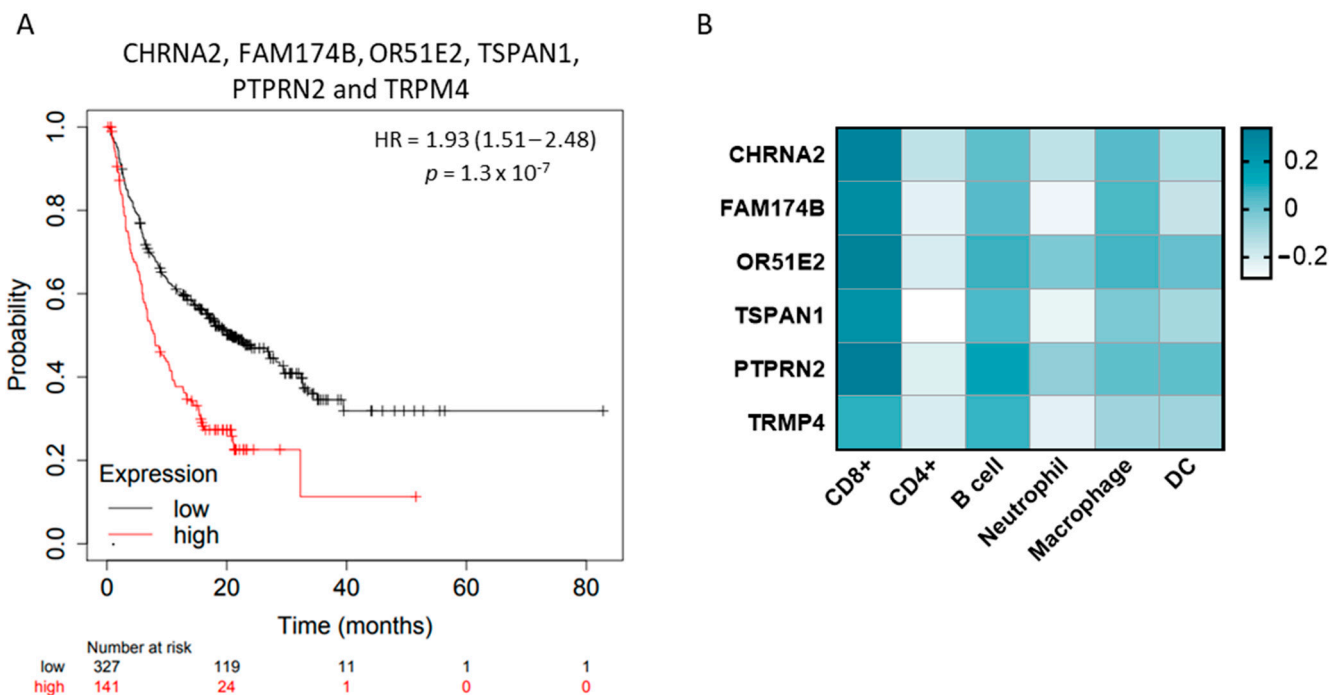 A
CHRNA2, FAM174B, OR51E2, TSPAN1,
PTPRN2 and TRPM4
HR = 1.93 (1.51–2.48)
p = 1.3 x 10⁻⁷
Probability
1.0
0.8
0.6
0.4
0.2
0.0
Expression
low
high
0 20 40 60 80
Time (months)
Number at risk
low 327 119 11 1 1
high 141 24 1 0 0
B
CHRNA2
FAM174B
OR51E2
TSPAN1
PTPRN2
TRMP4
CD8+
CD4+
B cell
Neutrophil
Macrophage
DC
0.2
0
−0.2